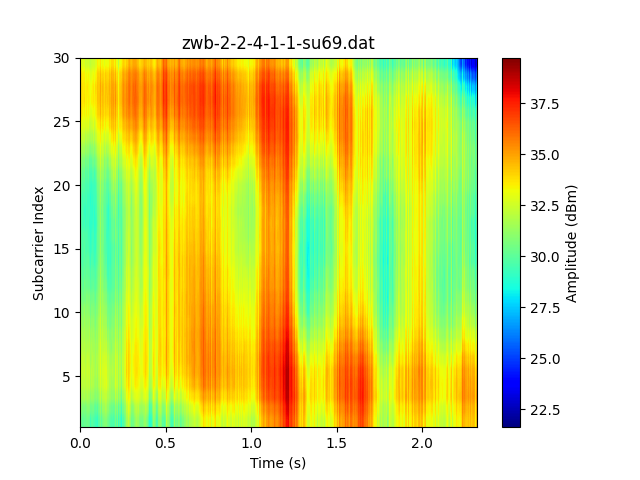 zwb-2-2-4-1-1-su69.dat
30
25
20
15
10
5
Subcarrier Index
0.0 0.5 1.0 1.5 2.0
Time (s)
37.5
35.0
32.5
30.0
27.5
25.0
22.5
Amplitude (dBm)